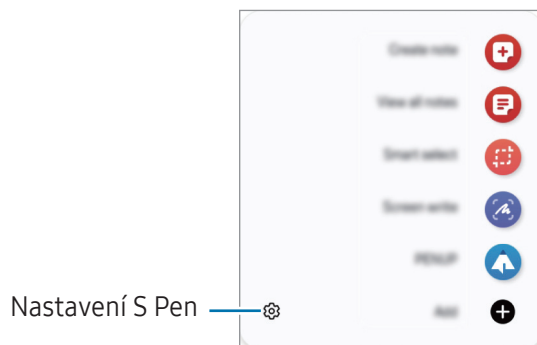 Create note
View all notes
Smart select
Screen write
PENUP
Add
Nastavení S Pen